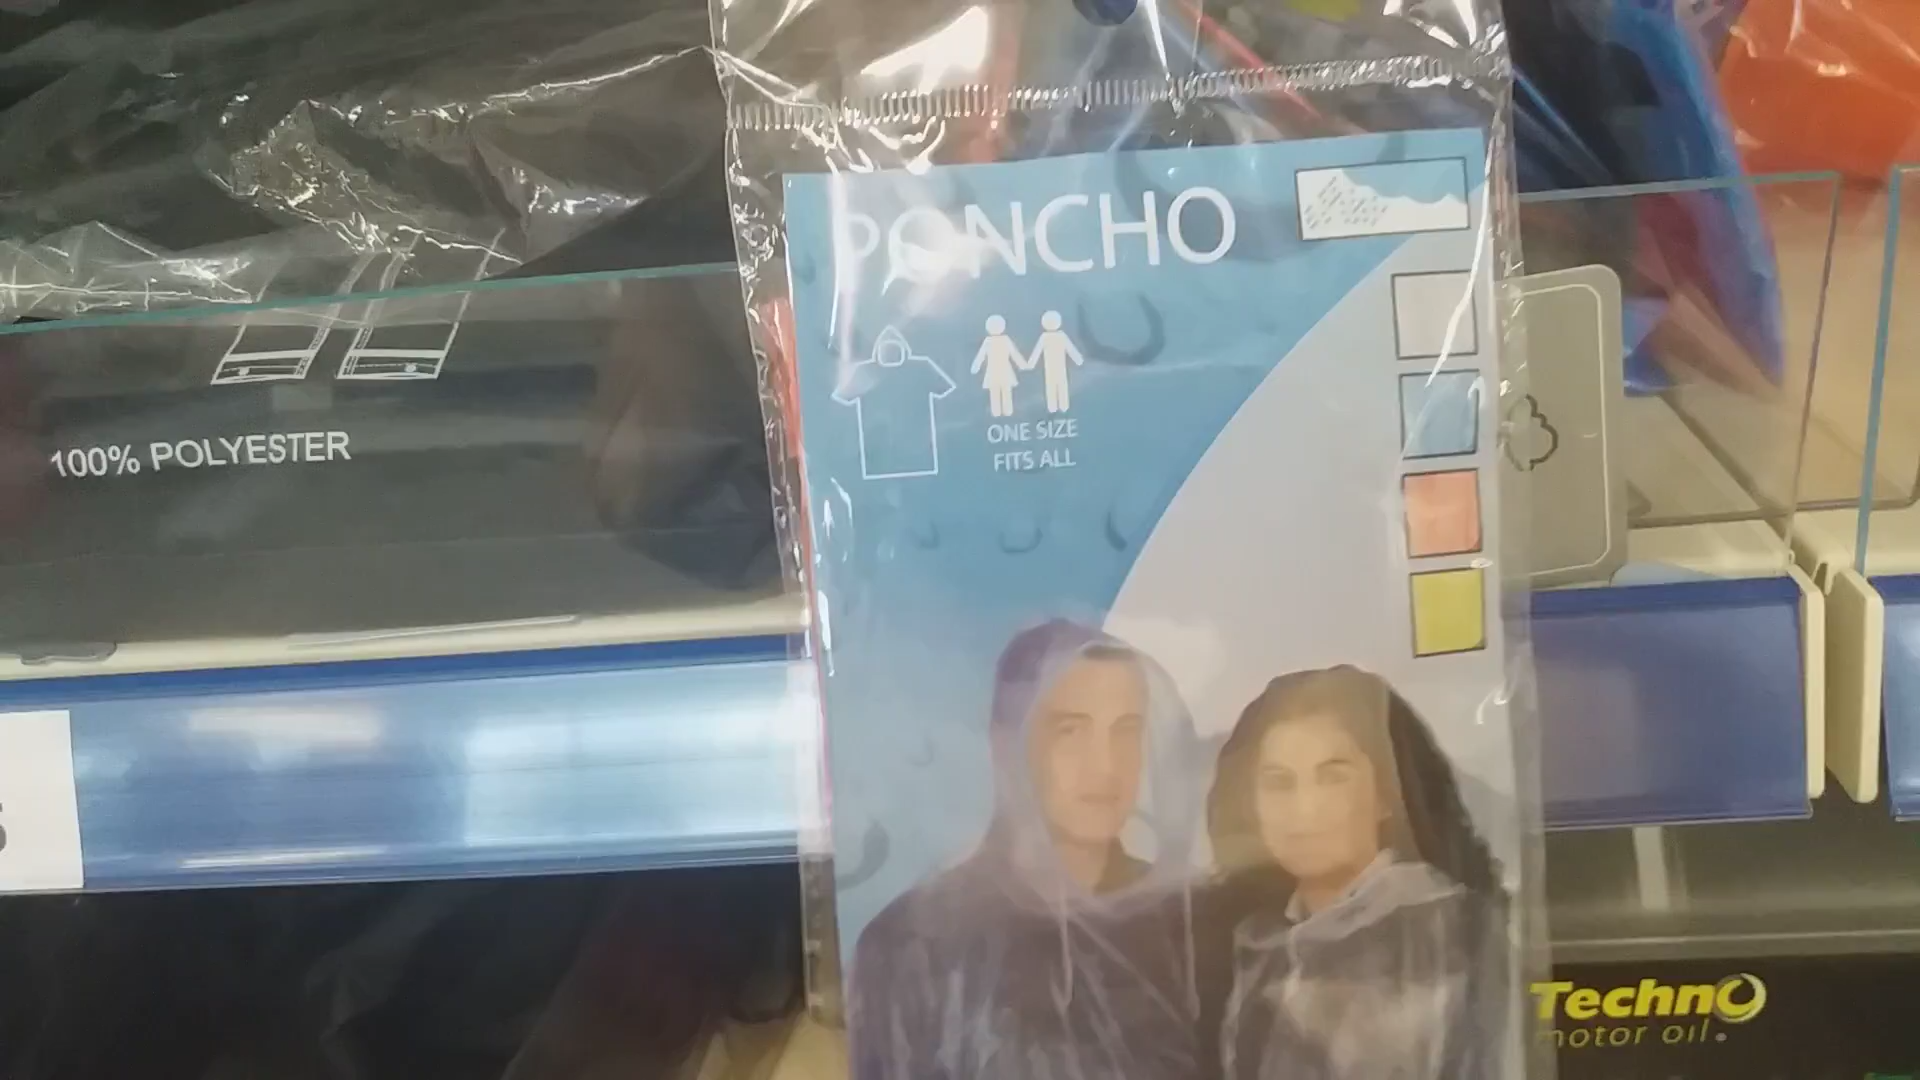 PONCHO
ONE SIZE
FITS ALL
100% POLYESTER
Techno
motor oil®